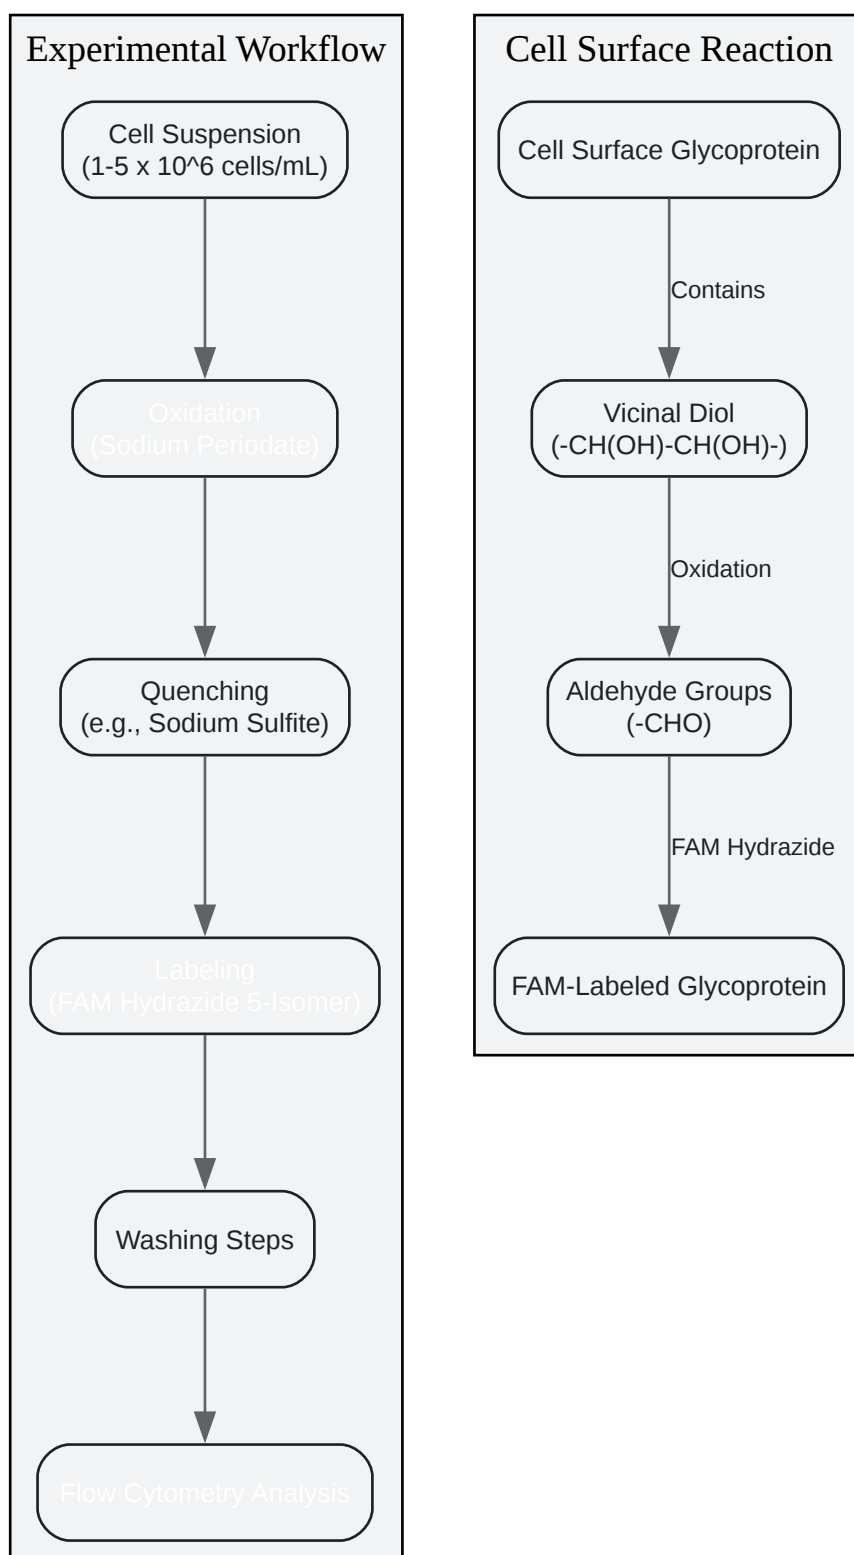 Experimental Workflow
Cell Suspension
(1-5 x 10^6 cells/mL)
Oxidation
(Sodium Periodate)
Quenching
(e.g., Sodium Sulfite)
Labeling
(FAM Hydrazide 5-Isomer)
Washing Steps
Flow Cytometry Analysis
Cell Surface Reaction
Cell Surface Glycoprotein
Contains
Vicinal Diol
(-CH(OH)-CH(OH)-)
Oxidation
Aldehyde Groups
(-CHO)
FAM Hydrazide
FAM-Labeled Glycoprotein